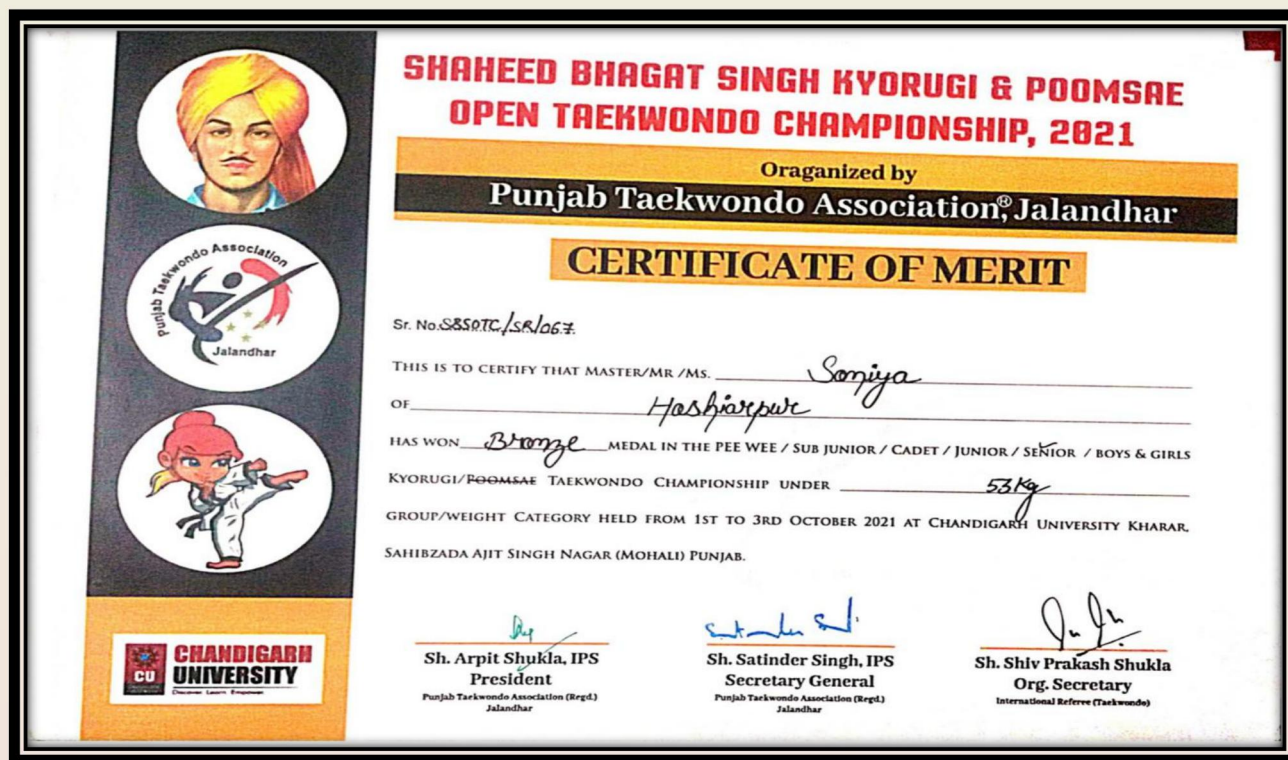 SHAHEED BHAGAT SINGH KYORUGI & POOMSAE
OPEN TAEKWONDO CHAMPIONSHIP, 2021
Oraganized by
Punjab Taekwondo Association® Jalandhar
CERTIFICATE OF MERIT
Punjab Taekwondo Association
Jalandhar
Sr. No. SBSOTC/SR/067
THIS IS TO CERTIFY THAT MASTER/MR /MS. Soniya
OF Hoshiarpur
HAS WON Bronze MEDAL IN THE PEE WEE / SUB JUNIOR / CADET / JUNIOR / SENIOR / BOYS & GIRLS
KYORUGI/POOMSAE TAEKWONDO CHAMPIONSHIP UNDER 53Kg
GROUP/WEIGHT CATEGORY HELD FROM 1ST TO 3RD OCTOBER 2021 AT CHANDIGARH UNIVERSITY KHARAR,
SAHIBZADA AJIT SINGH NAGAR (MOHALI) PUNJAB.
CU
CHANDIGARH
UNIVERSITY
Discover. Learn. Empower.
Sh. Arpit Shukla, IPS
President
Punjab Taekwondo Association (Regd.)
Jalandhar
Sh. Satinder Singh, IPS
Secretary General
Punjab Taekwondo Association (Regd.)
Jalandhar
Sh. Shiv Prakash Shukla
Org. Secretary
International Referee (Taekwondo)